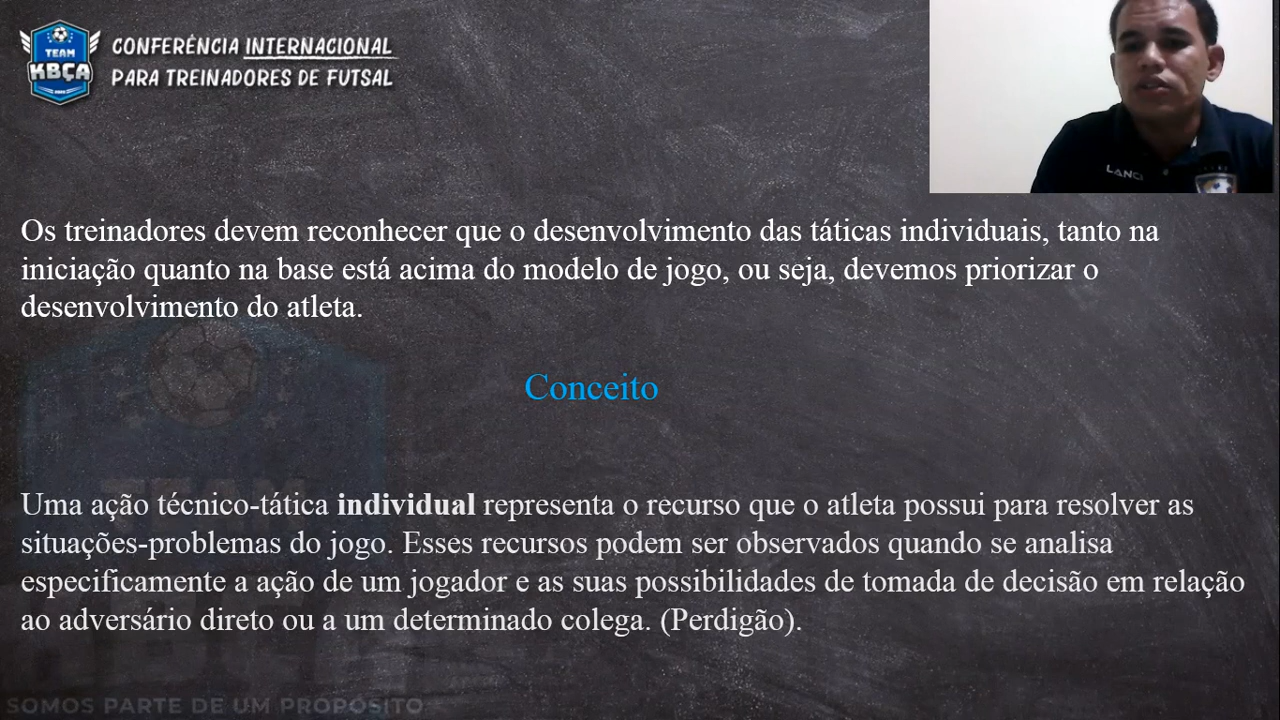 TEAM
KBÇA
CONFERÊNCIA INTERNACIONAL
PARA TREINADORES DE FUTSAL
LANCI
Os treinadores devem reconhecer que o desenvolvimento das táticas individuais, tanto na
iniciação quanto na base está acima do modelo de jogo, ou seja, devemos priorizar o
desenvolvimento do atleta.
Conceito
Uma ação técnico-tática individual representa o recurso que o atleta possui para resolver as
situações-problemas do jogo. Esses recursos podem ser observados quando se analisa
especificamente a ação de um jogador e as suas possibilidades de tomada de decisão em relação
ao adversário direto ou a um determinado colega. (Perdigão).
TEAM
KBÇA
SOMOS PARTE DE UM PROPÓSITO